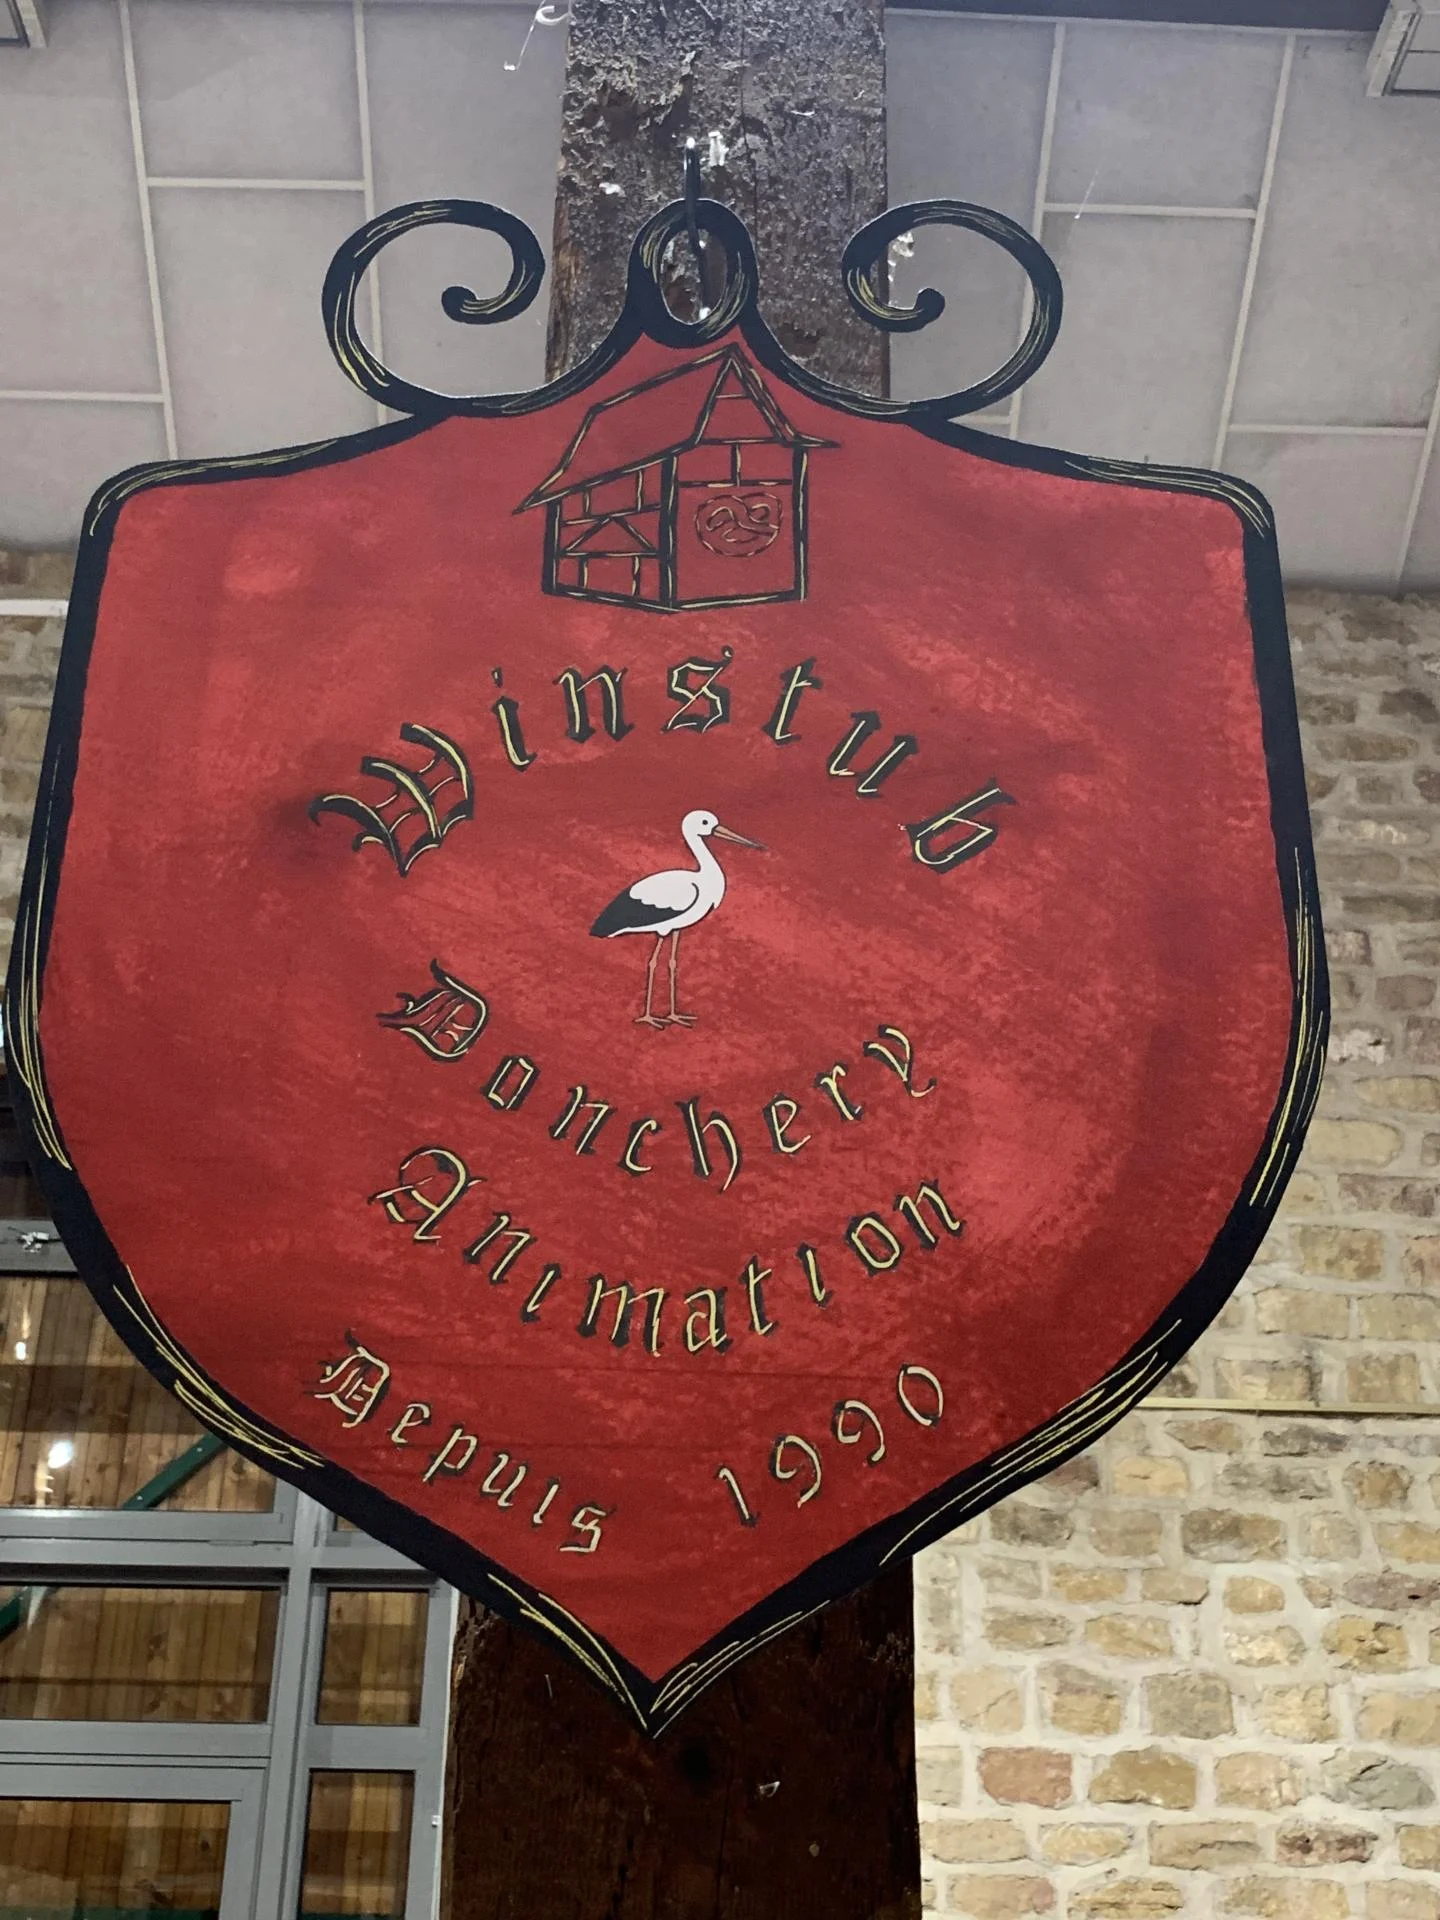 Winstub
Donchery
Animation
Depuis 1990